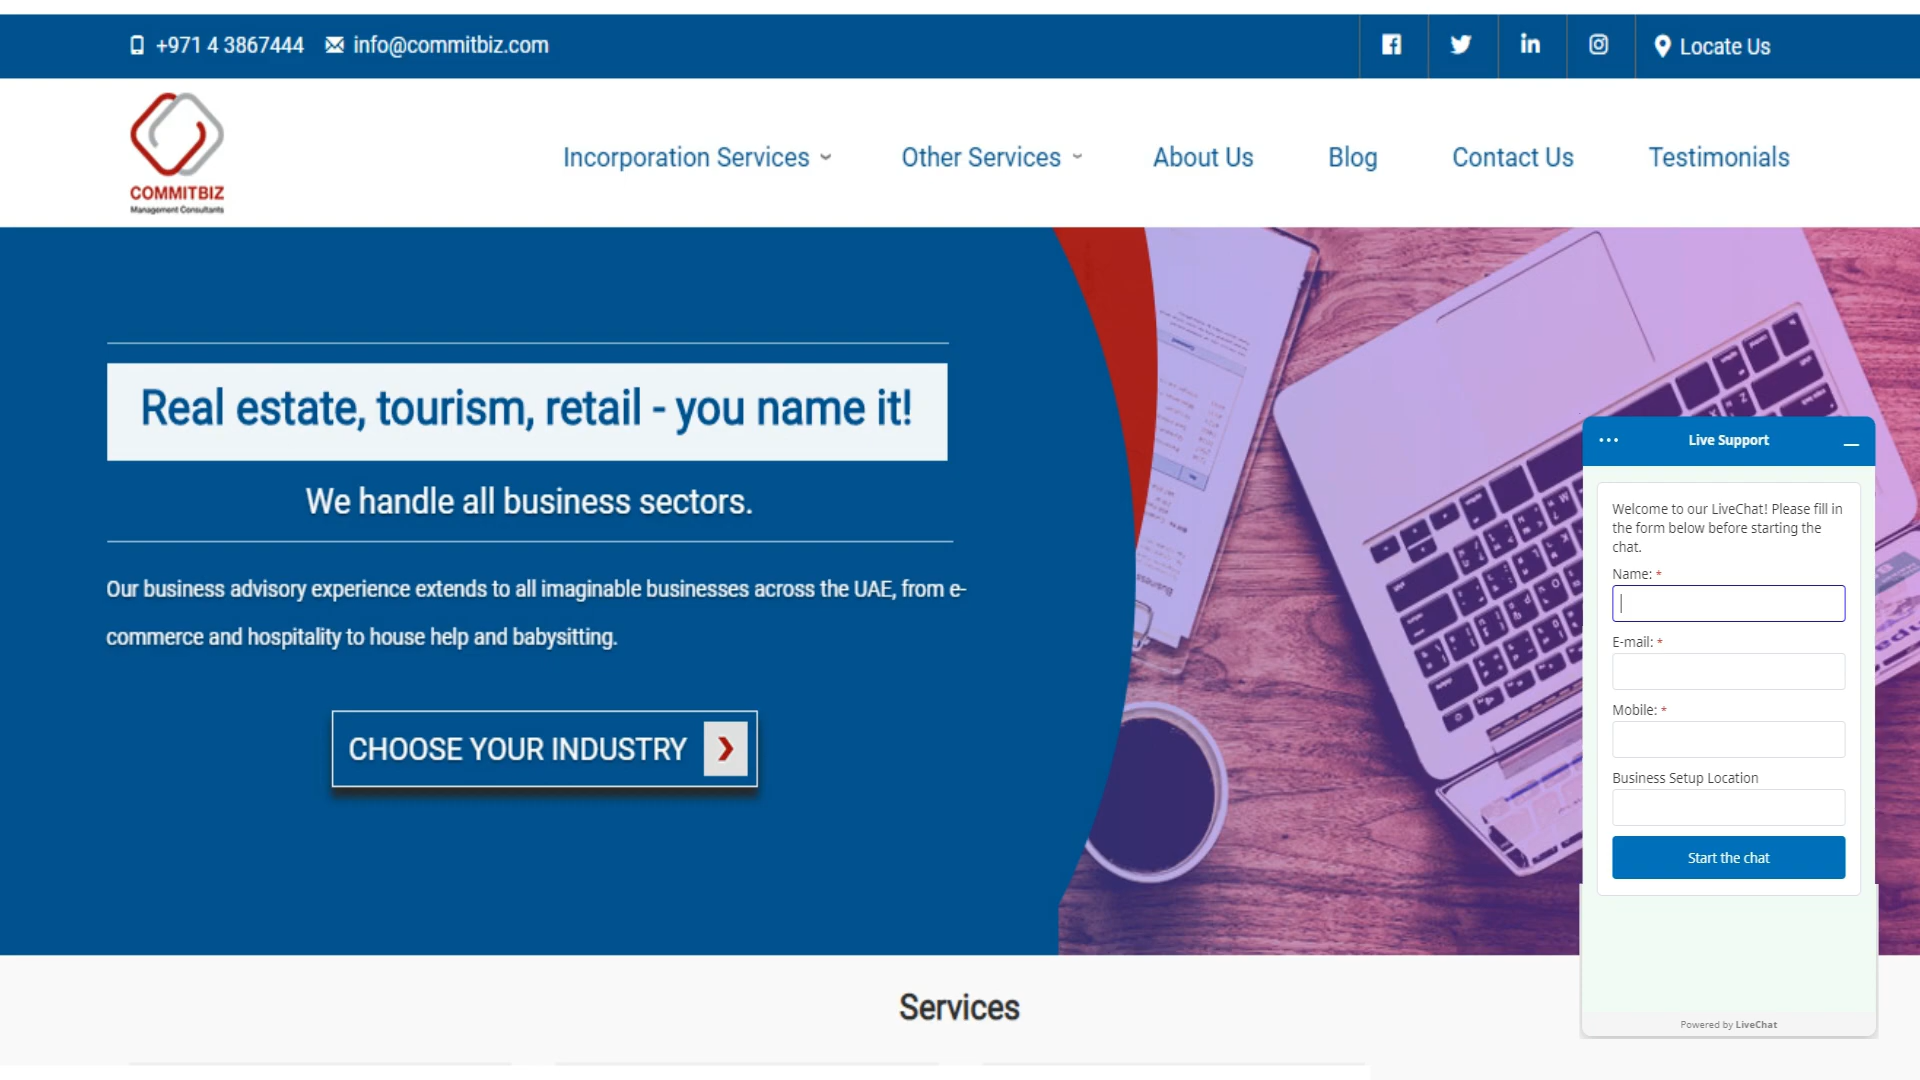 +971 4 3867444 info@commitbiz.com
Locate Us
COMMITBIZ
Management Consultants
Incorporation Services Other Services About Us Blog Contact Us Testimonials
Real estate, tourism, retail - you name it!
We handle all business sectors.
Our business advisory experience extends to all imaginable businesses across the UAE, from e-
commerce and hospitality to house help and babysitting.
CHOOSE YOUR INDUSTRY
Live Support
Welcome to our LiveChat! Please fill in
the form below before starting the
chat.
Name: *
E-mail: *
Mobile: *
Business Setup Location
Start the chat
Powered by LiveChat
Services